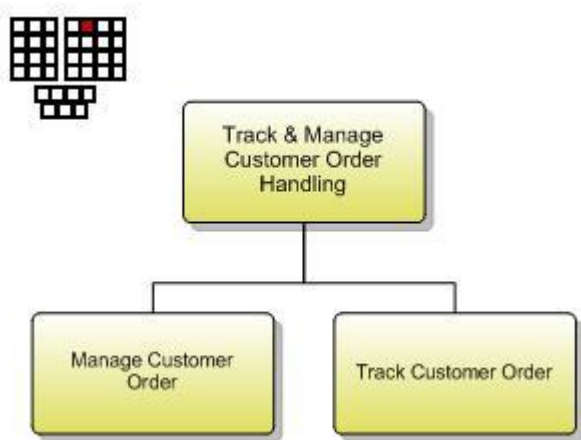 Track & Manage
Customer Order
Handling
Manage Customer
Order
Track Customer Order